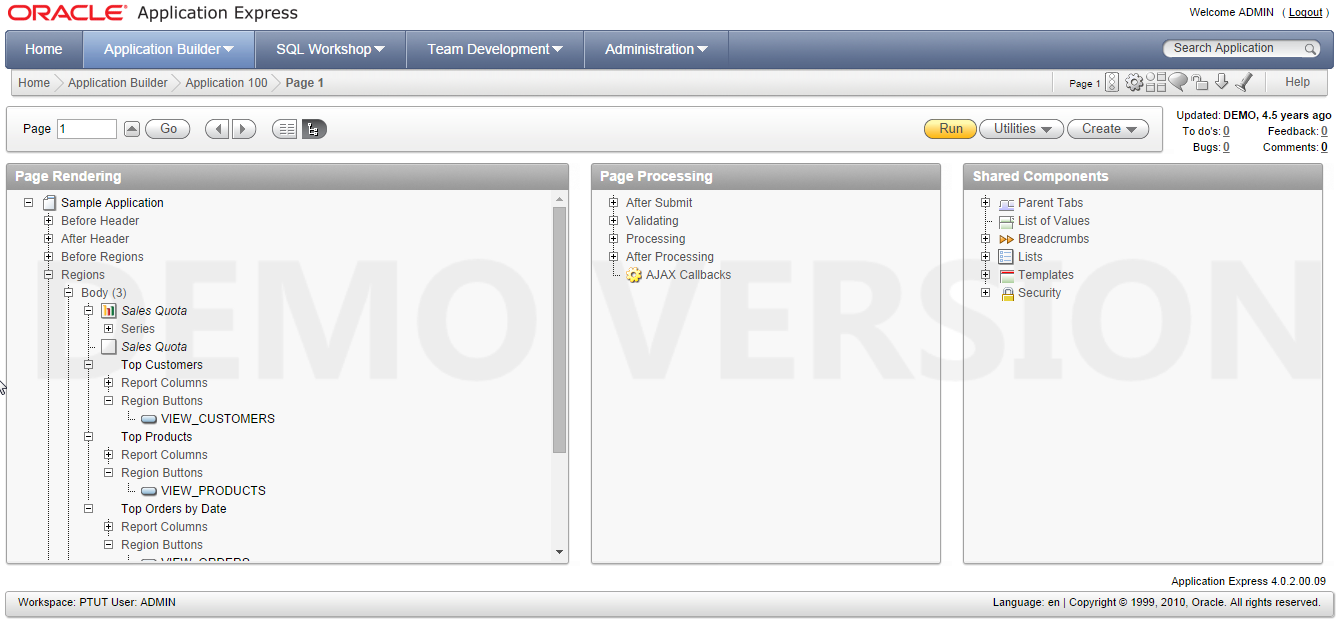 ORACLE® Application Express
Welcome ADMIN ( Logout )
Home Application Builder SQL Workshop Team Development Administration Search Application
Home Application Builder Application 100 Page 1 Page 1 Help
Page 1 Go Run Utilities Create
Updated: DEMO, 4.5 years ago
To do's: 0 Feedback: 0
Bugs: 0 Comments: 0
Page Rendering
Sample Application
Before Header
After Header
Before Regions
Regions
Body (3)
Sales Quota
Series
Sales Quota
Top Customers
Report Columns
Region Buttons
VIEW_CUSTOMERS
Top Products
Report Columns
Region Buttons
VIEW_PRODUCTS
Top Orders by Date
Report Columns
Region Buttons
VIEW_ORDERS
Page Processing
After Submit
Validating
Processing
After Processing
AJAX Callbacks
Shared Components
Parent Tabs
List of Values
Breadcrumbs
Lists
Templates
Security
DEMO VERSION
Application Express 4.0.2.00.09
Workspace: PTUT User: ADMIN
Language: en | Copyright © 1999, 2010, Oracle. All rights reserved.